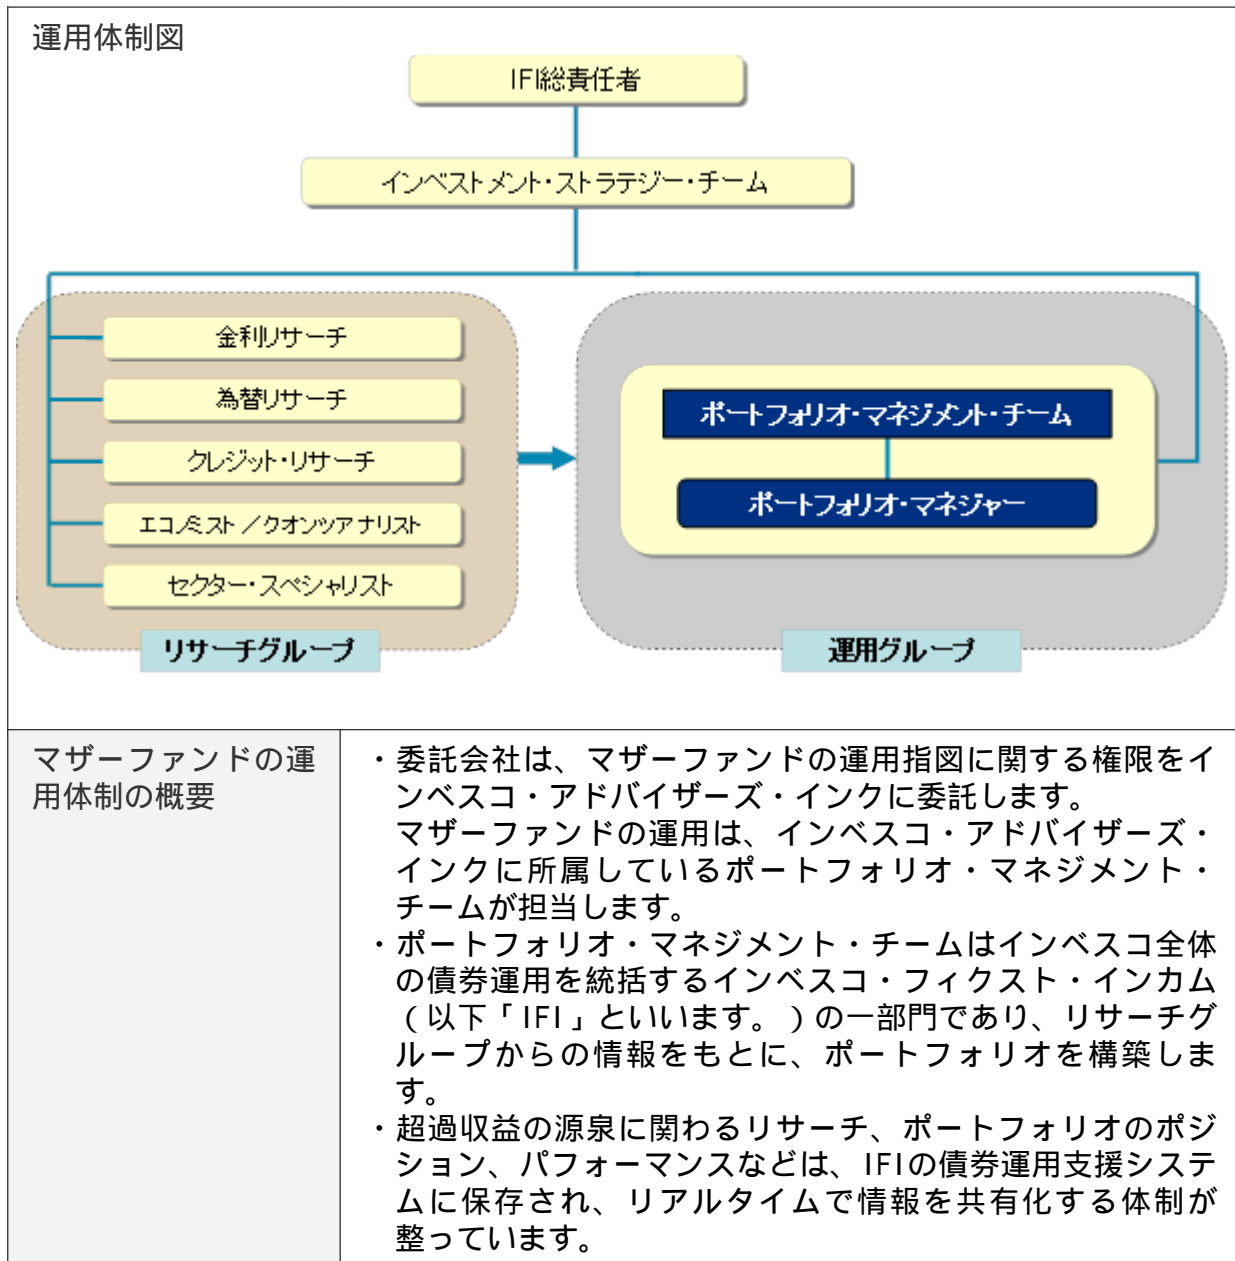 運用体制図
IFI総責任者
インベストメント・ストラテジー・チーム
金利リサーチ
為替リサーチ
クレジット・リサーチ
エコノミスト／クオンツアナリスト
セクター・スペシャリスト
リサーチグループ
ポートフォリオ・マネジメント・チーム
ポートフォリオ・マネジャー
運用グループ
マザーファンドの運
用体制の概要
・委託会社は、マザーファンドの運用指図に関する権限をイ
ンベスコ・アドバイザーズ・インクに委託します。
マザーファンドの運用は、インベスコ・アドバイザーズ・
インクに所属しているポートフォリオ・マネジメント・
チームが担当します。
・ポートフォリオ・マネジメント・チームはインベスコ全体
の債券運用を統括するインベスコ・フィクスト・インカム
（以下「IFI」といいます。）の一部門であり、リサーチグ
ループからの情報をもとに、ポートフォリオを構築しま
す。
・超過収益の源泉に関わるリサーチ、ポートフォリオのポジ
ション、パフォーマンスなどは、IFIの債券運用支援システ
ムに保存され、リアルタイムで情報を共有化する体制が
整っています。